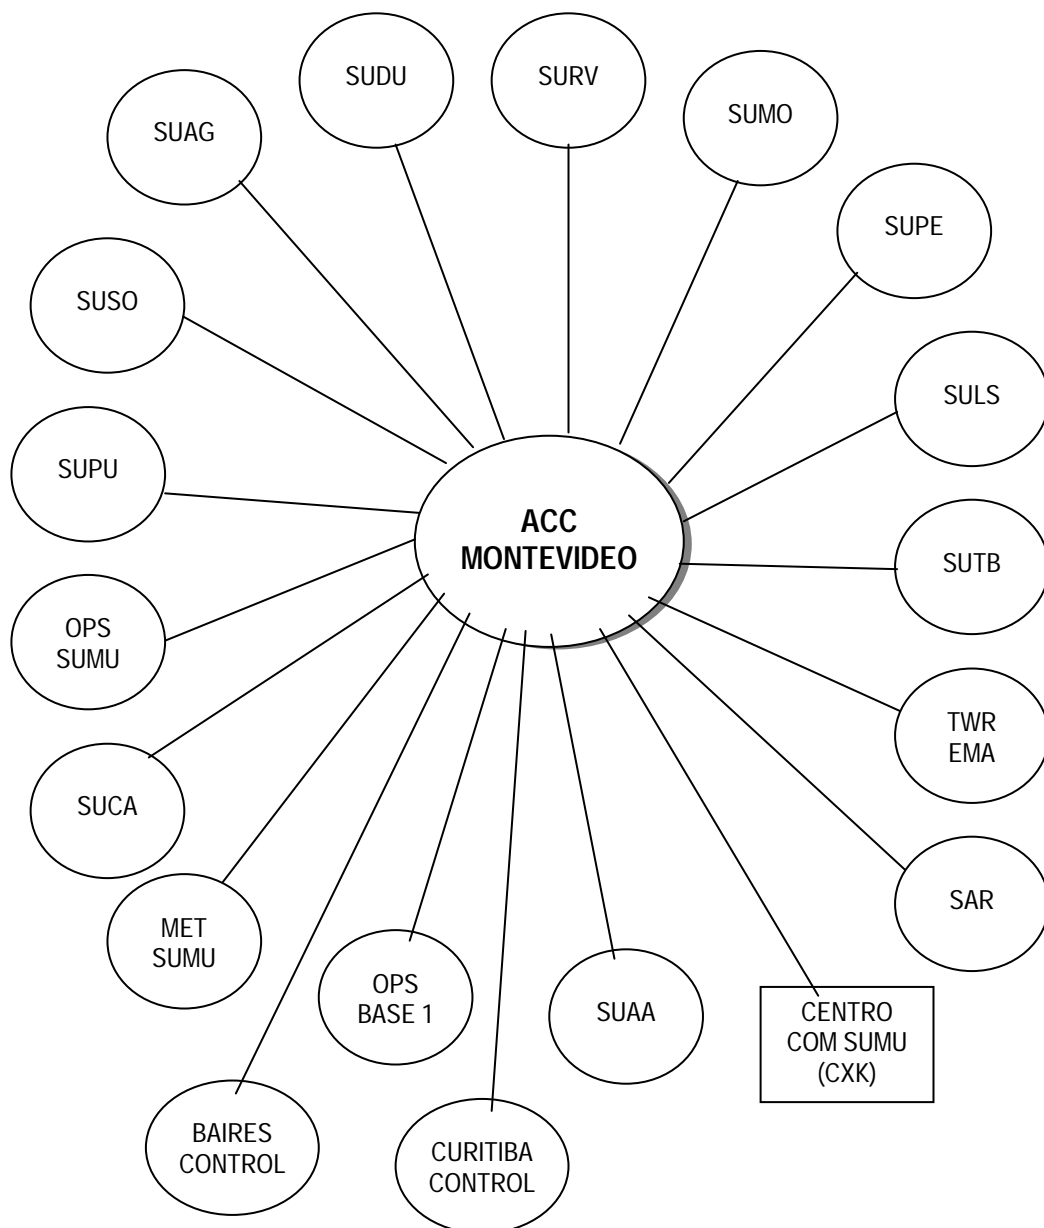 SUDU
SURV
SUMO
SUAG
SUPE
SUSO
SULS
SUPU
ACC
MONTEVIDEO
SUTB
OPS
SUMU
TWR
EMA
SUCA
SAR
MET
SUMU
OPS
BASE 1
SUAA
CENTRO
COM SUMU
(CXK)
BAIRES
CONTROL
CURITIBA
CONTROL